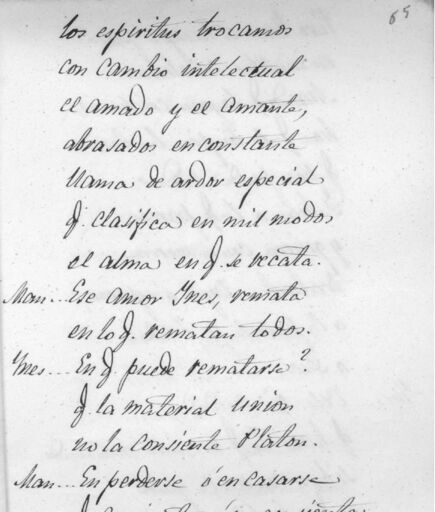 65
los espiritus trocamos
con cambio intelectual
el amado y el amante,
abrasados en constante
llama de ardor especial
q. clasifica en mil modos
el alma en q. se recata.
Man... Ese amor Ynes, remata
en lo q. rematan todos.
Ynes... En q. puede rematarse?
q. la material union
no la consiente Platon.
Man... En perderse ó en casarse